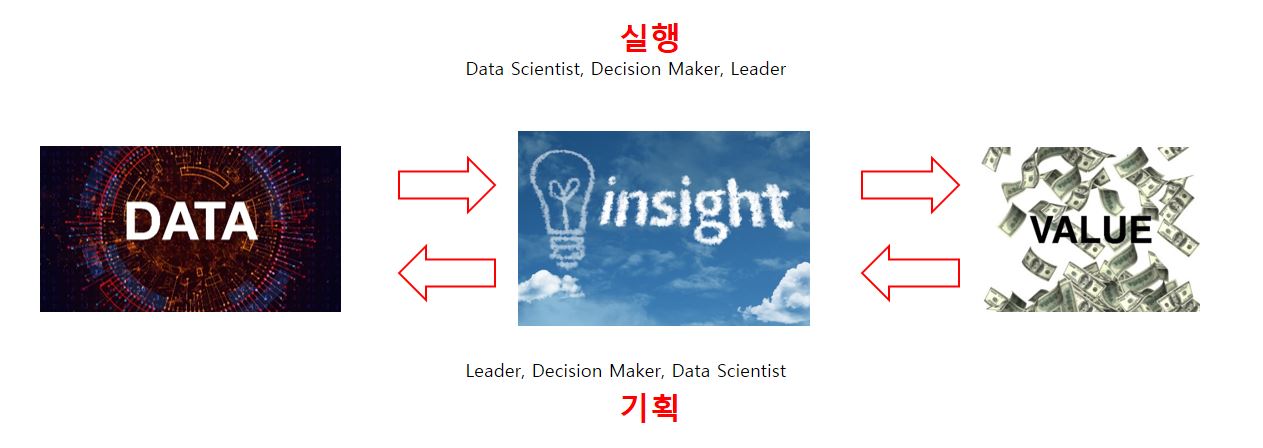 실행
Data Scientist, Decision Maker, Leader
DATA
insight
VALUE
Leader, Decision Maker, Data Scientist
기획